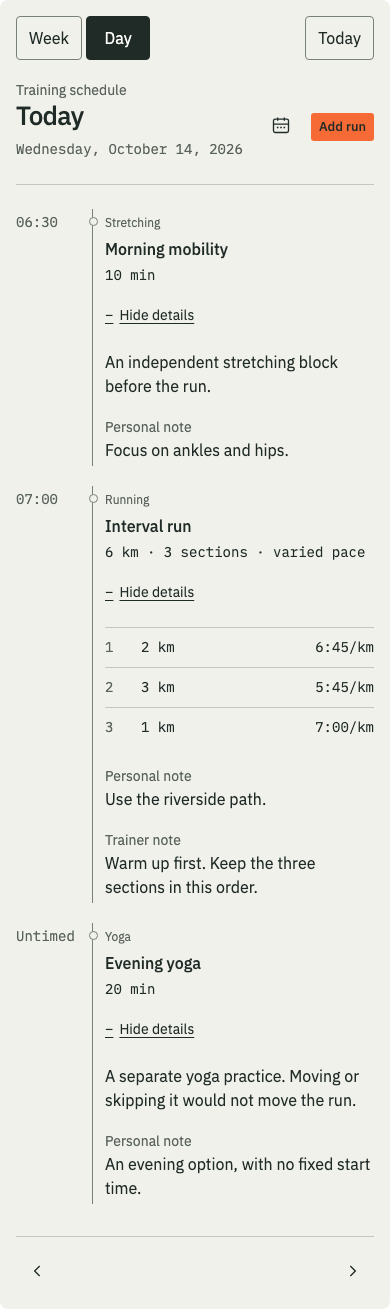 Week Day Today
Training schedule
Today
Add run
Wednesday, October 14, 2026
06:30 Stretching
Morning mobility
10 min
– Hide details
An independent stretching block
before the run.
Personal note
Focus on ankles and hips.
07:00 Running
Interval run
6 km · 3 sections · varied pace
– Hide details
1 2 km 6:45/km
2 3 km 5:45/km
3 1 km 7:00/km
Personal note
Use the riverside path.
Trainer note
Warm up first. Keep the three
sections in this order.
Untimed Yoga
Evening yoga
20 min
– Hide details
A separate yoga practice. Moving or
skipping it would not move the run.
Personal note
An evening option, with no fixed start
time.